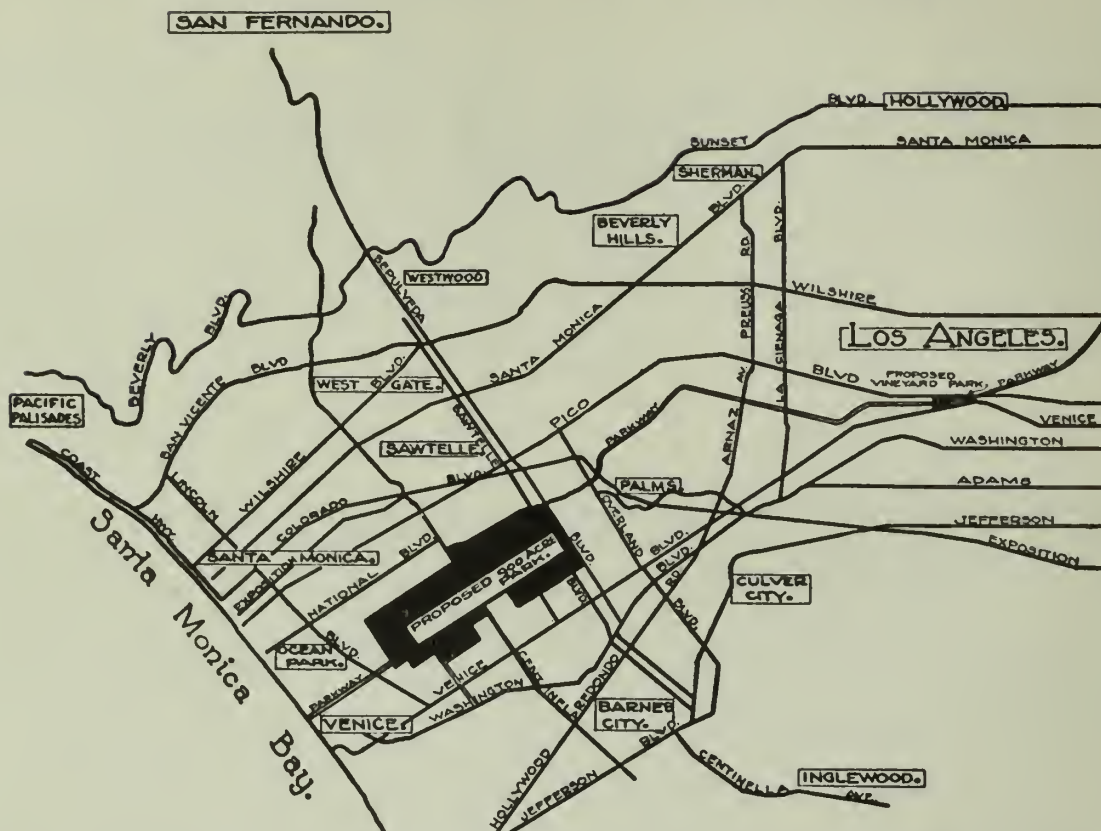 SAN FERNANDO.
BLVD. HOLLYWOOD
SUNSET
SANTA MONICA
SHERMAN.
BLVD.
BEVERLY
HILLS.
BLVD.
RD.
PREUSS
LA CIENAGA
WESTWOOD
SEPULVEDA
WILSHIRE
LOS ANGELES.
BEVERLY BLVD.
SAN VICENTE BLVD
WEST GATE.
BLVD.
SANTA MONICA
BLVD
PROPOSED
VINEYARD PARK, PARKWAY
VENICE
PACIFIC
PALISADES
PICO
PARKWAY
ARNAZ AV.
WASHINGTON
SAWTELLE
SAWTELLE.
BLVD.
PALMS.
ADAMS
COAST HWY.
LINCOLN
WILSHIRE
COLORADO
OVERLAND
JEFFERSON
EXPOSITION
SANTA MONICA.
EXPOSITION
NATIONAL BLVD.
PROPOSED 900 ACRE
PARK.
BLVD.
BLVD.
BLVD.
BLVD.
RD.
BLVD.
CULVER
CITY.
Santa Monica Bay.
OCEAN
PARK.
BLVD.
PARKWAY
VENICE
WASHINGTON
CENTINELA
REDONDO
VENICE.
BARNES
CITY.
BLVD.
HOLLYWOOD
JEFFERSON
CENTINELLA
AVE.
INGLEWOOD.